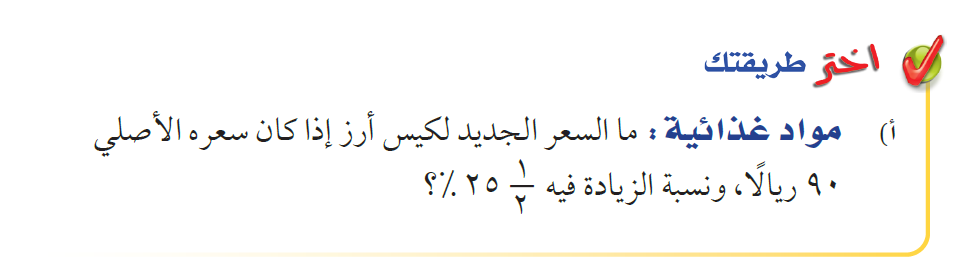 اختر طريقتك
أ) مواد غذائية : ما السعر الجديد لكيس أرز إذا كان سعره الأصلي
٩٠ ريالًا، ونسبة الزيادة فيه ١/٢ ٢٥ ٪؟